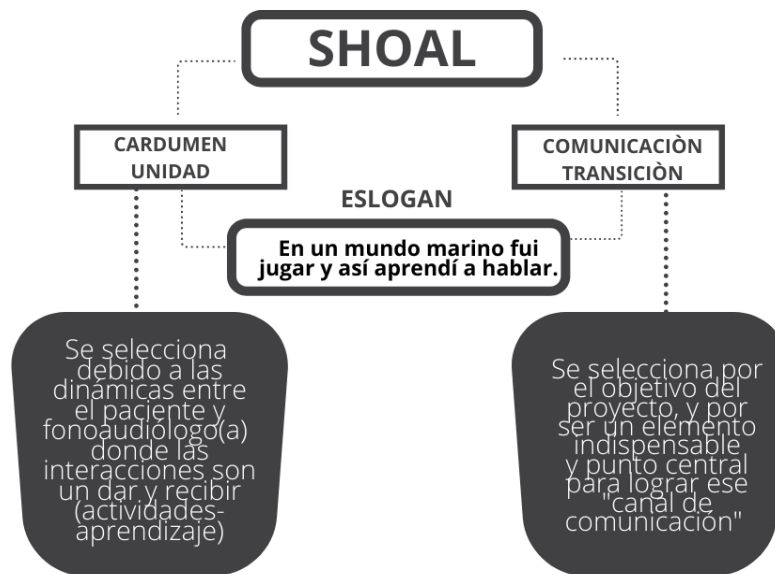 SHOAL
CARDUMEN
UNIDAD
COMUNICACIÒN
TRANSICIÒN
ESLOGAN
En un mundo marino fui
jugar y así aprendí a hablar.
Se selecciona
debido a las
dinámicas entre
el paciente y
fonoaudiólogo(a)
donde las
interacciones son
un dar y recibir
(actividades-
aprendizaje)
Se selecciona por
el objetivo del
proyecto, y por
ser un elemento
indispensable
y punto central
para lograr ese
"canal de
comunicación"